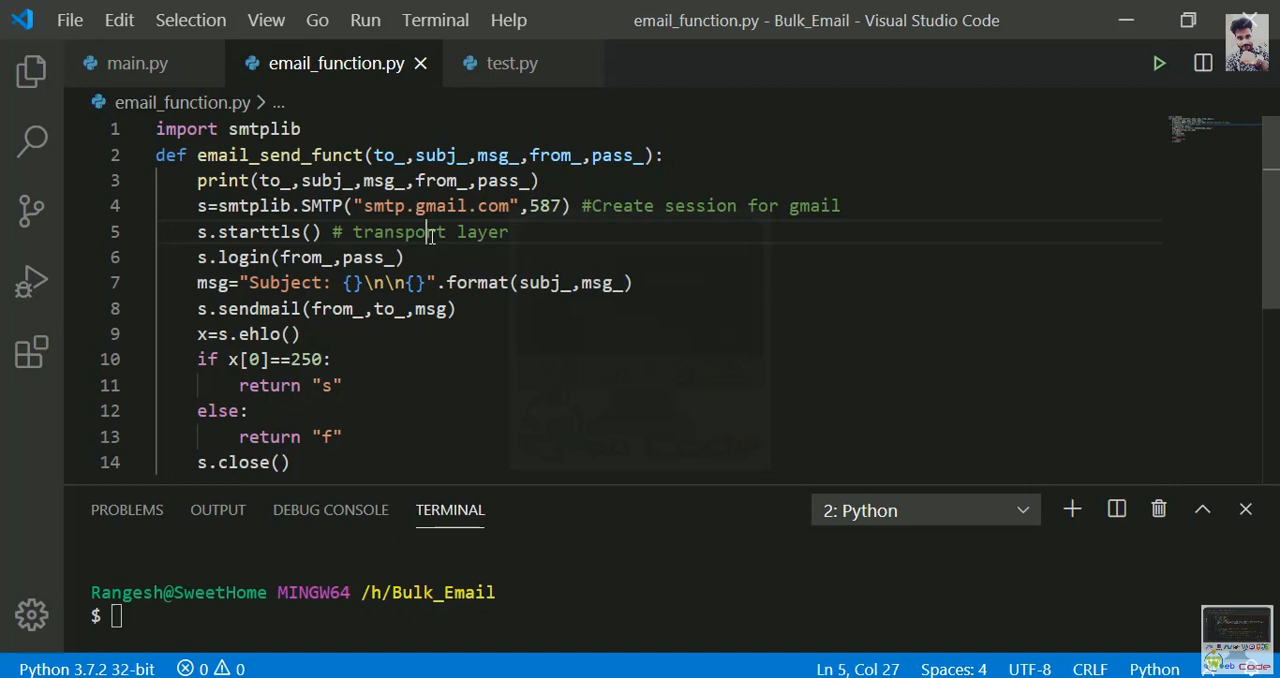 File Edit Selection View Go Run Terminal Help email_function.py - Bulk_Email - Visual Studio Code
main.py email_function.py test.py
email_function.py > ...
1 import smtplib
2 def email_send_funct(to_,subj_,msg_,from_,pass_):
3 print(to_,subj_,msg_,from_,pass_)
4 s=smtplib.SMTP("smtp.gmail.com",587) #Create session for gmail
5 s.starttls() # transport layer
6 s.login(from_,pass_)
7 msg="Subject: {}\n\n{}".format(subj_,msg_)
8 s.sendmail(from_,to_,msg)
9 x=s.ehlo()
10 if x[0]==250:
11 return "s"
12 else:
13 return "f"
14 s.close()
PROBLEMS OUTPUT DEBUG CONSOLE TERMINAL 2: Python
Rangesh@SweetHome MINGW64 /h/Bulk_Email
$
Web Code
Python 3.7.2 32-bit 0 0 Ln 5, Col 27 Spaces: 4 UTF-8 CRLF Python